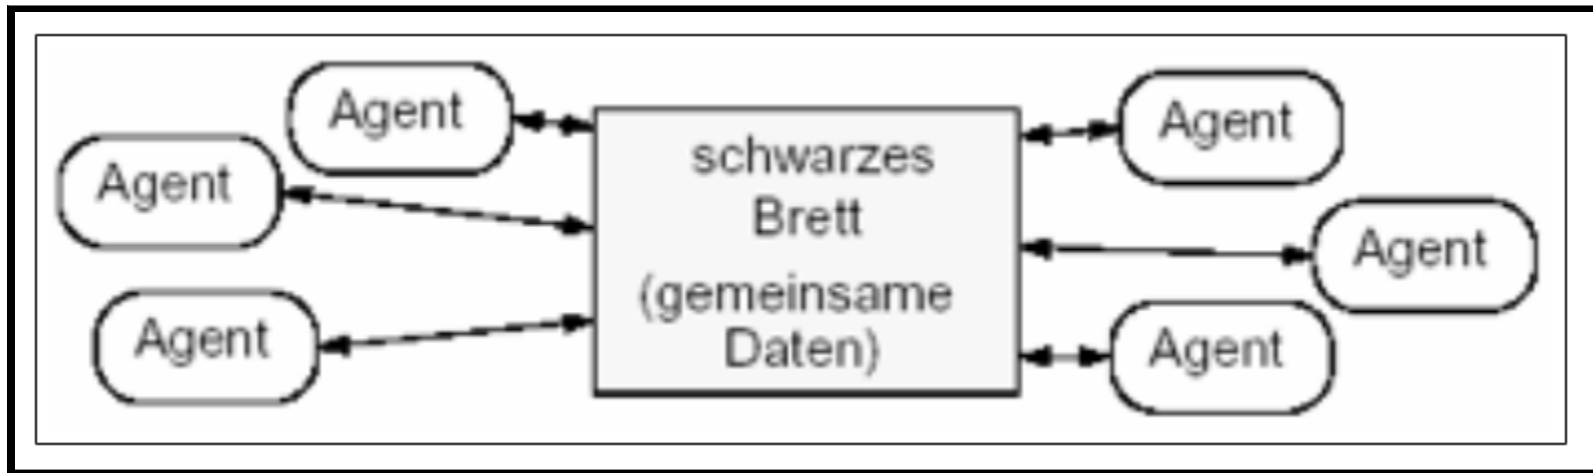 Agent
Agent
Agent
schwarzes
Brett
(gemeinsame
Daten)
Agent
Agent
Agent